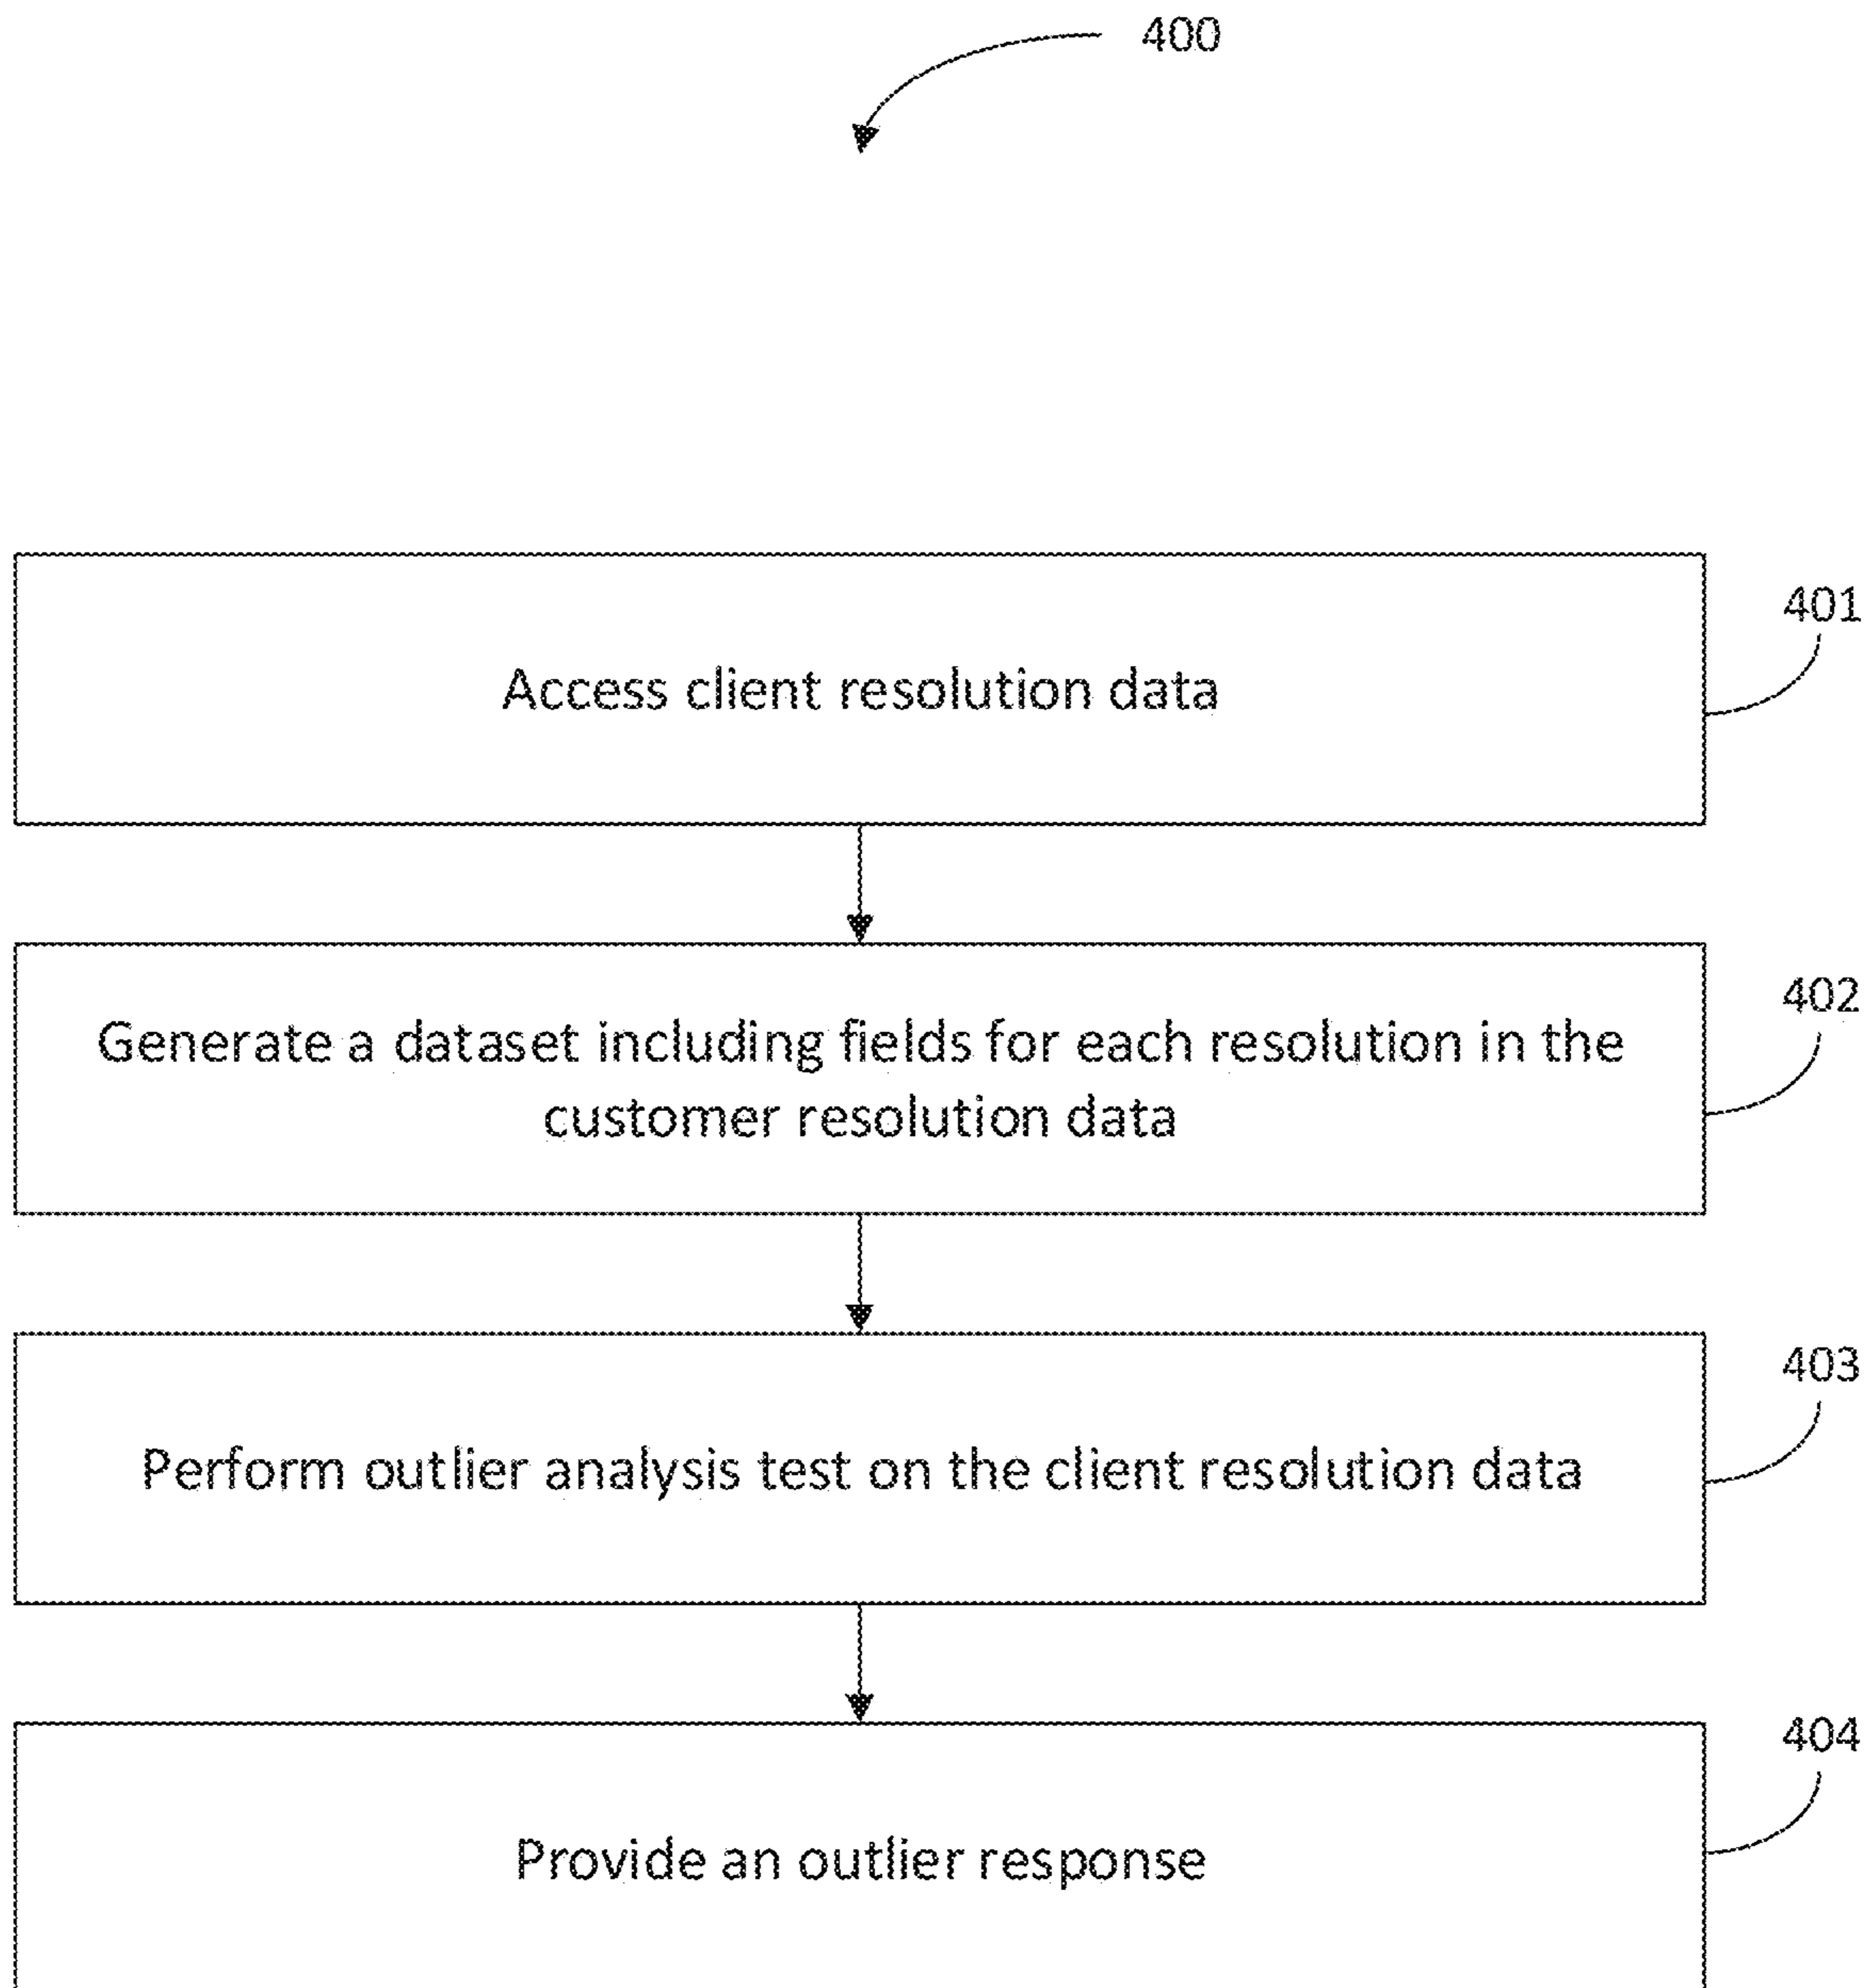 400
401
Access client resolution data
402
Generate a dataset including fields for each resolution in the
customer resolution data
403
Perform outlier analysis test on the client resolution data
404
Provide an outlier response